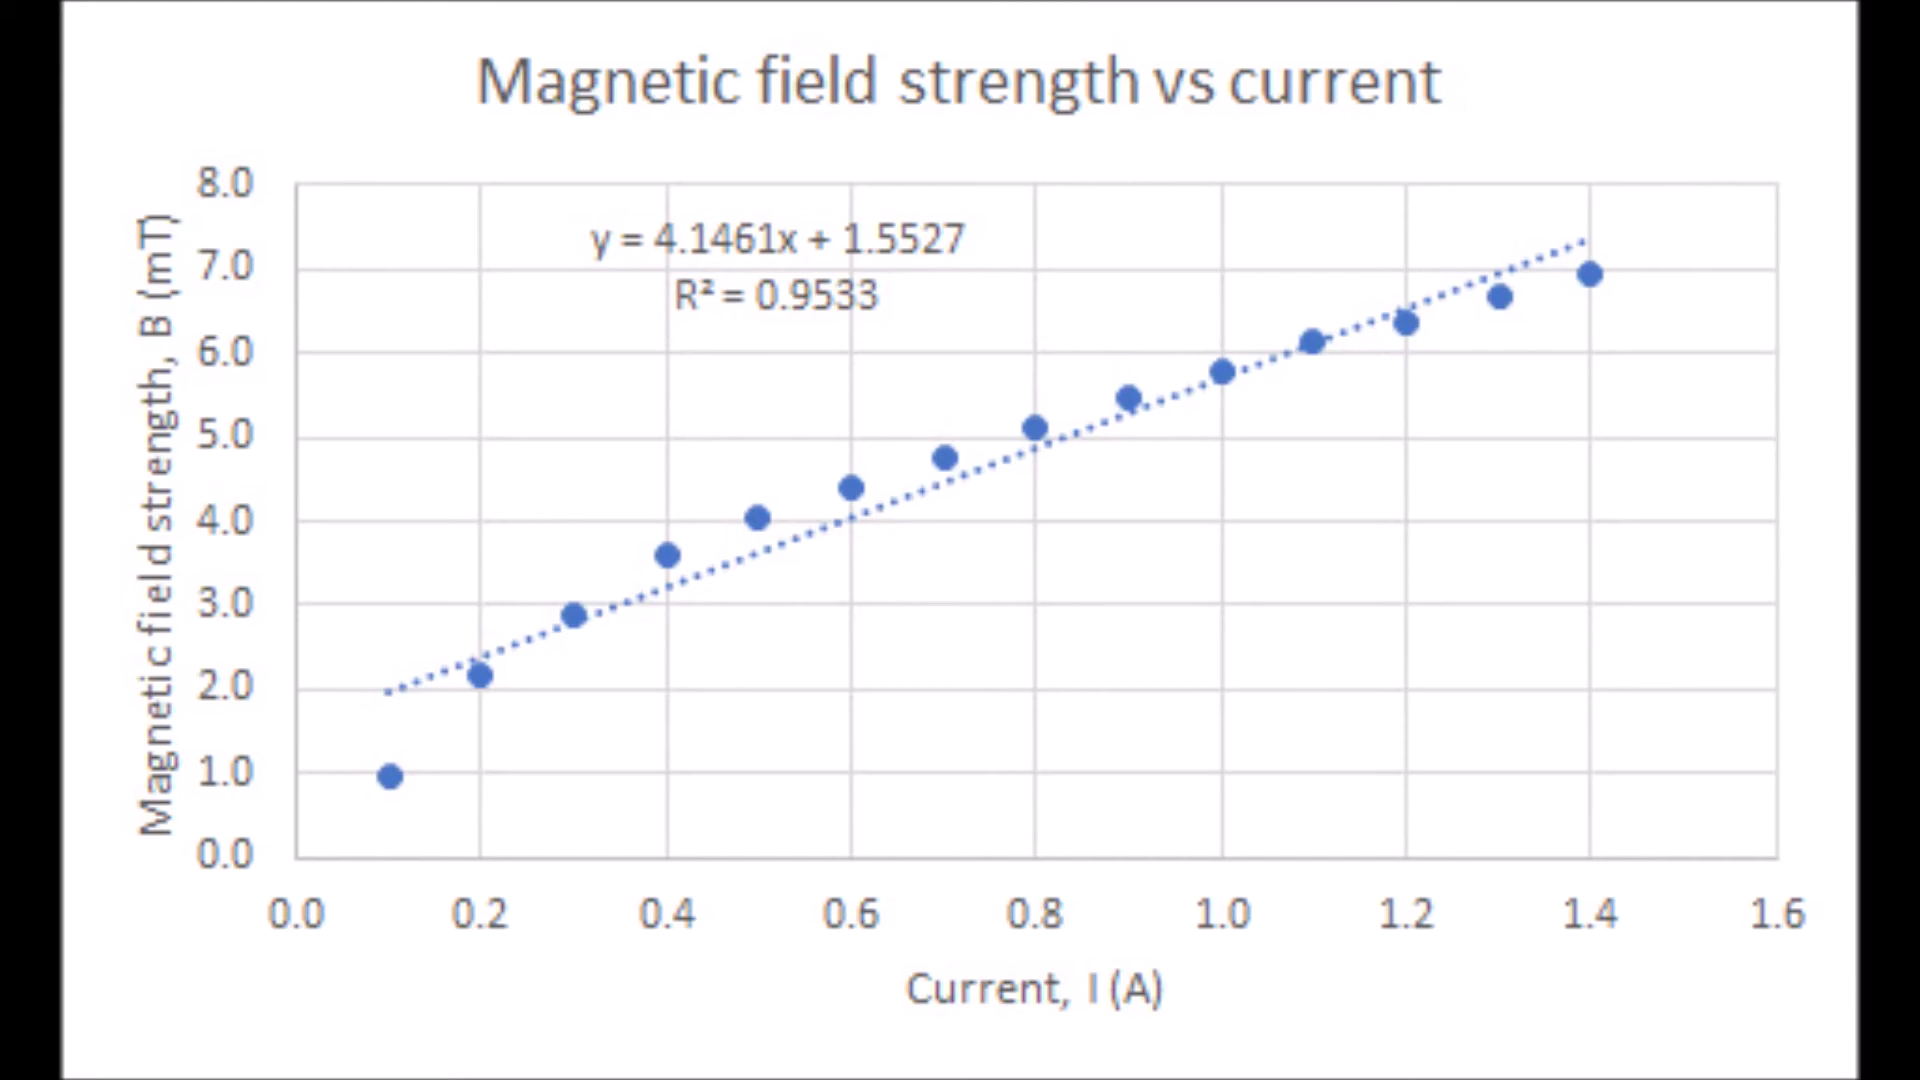 Magnetic field strength vs current
y = 4.1461x + 1.5527
R² = 0.9533
Magnetic field strength, B (mT)
8.0
7.0
6.0
5.0
4.0
3.0
2.0
1.0
0.0
0.0 0.2 0.4 0.6 0.8 1.0 1.2 1.4 1.6
Current, I (A)